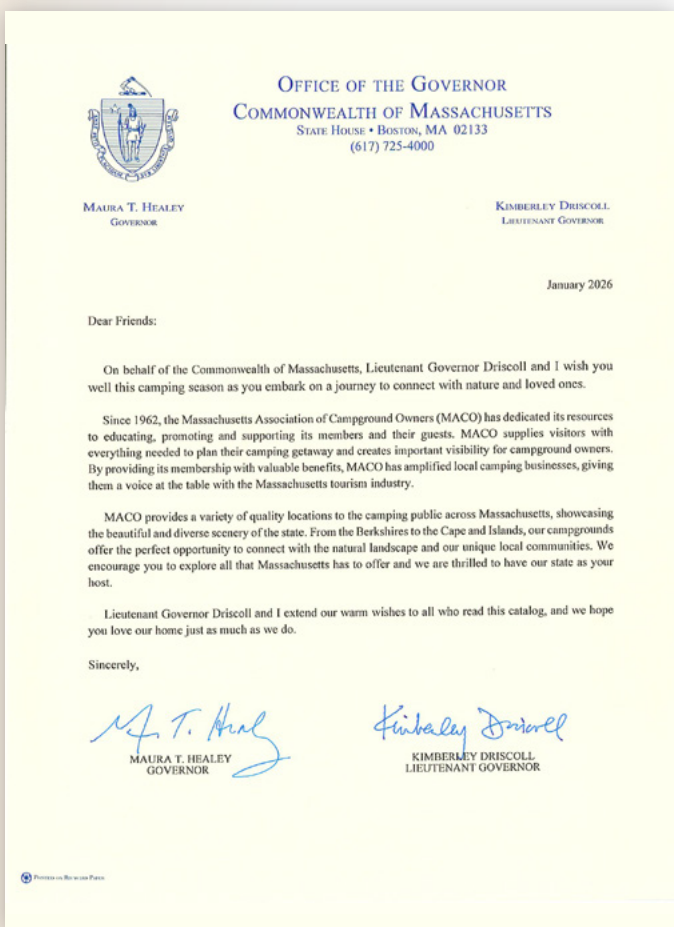 OFFICE OF THE GOVERNOR
COMMONWEALTH OF MASSACHUSETTS
STATE HOUSE • BOSTON, MA 02133
(617) 725-4000
MAURA T. HEALEY
GOVERNOR
KIMBERLEY DRISCOLL
LIEUTENANT GOVERNOR
January 2026
Dear Friends:
On behalf of the Commonwealth of Massachusetts, Lieutenant Governor Driscoll and I wish you
well this camping season as you embark on a journey to connect with nature and loved ones.
Since 1962, the Massachusetts Association of Campground Owners (MACO) has dedicated its resources
to educating, promoting and supporting its members and their guests. MACO supplies visitors with
everything needed to plan their camping getaway and creates important visibility for campground owners.
By providing its membership with valuable benefits, MACO has amplified local camping businesses, giving
them a voice at the table with the Massachusetts tourism industry.
MACO provides a variety of quality locations to the camping public across Massachusetts, showcasing
the beautiful and diverse scenery of the state. From the Berkshires to the Cape and Islands, our campgrounds
offer the perfect opportunity to connect with the natural landscape and our unique local communities. We
encourage you to explore all that Massachusetts has to offer and we are thrilled to have our state as your
host.
Lieutenant Governor Driscoll and I extend our warm wishes to all who read this catalog, and we hope
you love our home just as much as we do.
Sincerely,
M T. Healey
Kimberley Driscoll
MAURA T. HEALEY
GOVERNOR
KIMBERLEY DRISCOLL
LIEUTENANT GOVERNOR
PRINTED ON RECYCLED PAPER